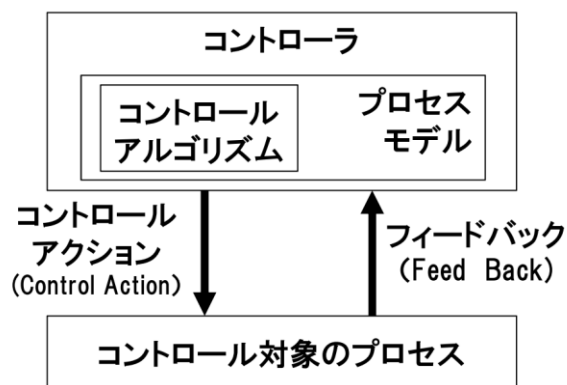 コントローラ
コントロール
アルゴリズム
プロセス
モデル
コントロール
アクション
(Control Action)
フィードバック
(Feed Back)
コントロール対象のプロセス